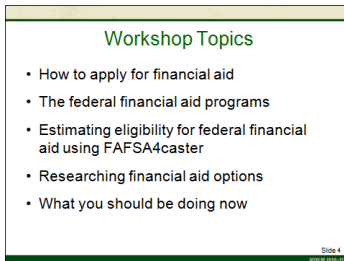 Workshop Topics
• How to apply for financial aid
• The federal financial aid programs
• Estimating eligibility for federal financial
aid using FAFSA4caster
• Researching financial aid options
• What you should be doing now
Slide 4